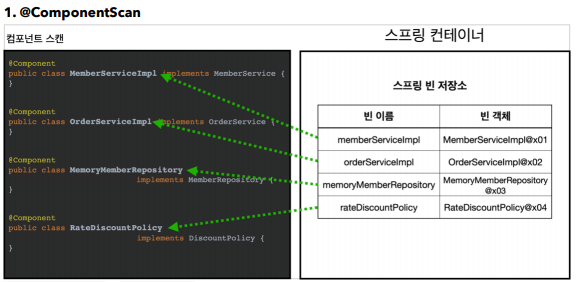 1. @ComponentScan
컴포넌트 스캔
@Component
public class MemberServiceImpl implements MemberService {
}
@Component
public class OrderServiceImpl implements OrderService {
}
@Component
public class MemoryMemberRepository
implements MemberRepository {
}
@Component
public class RateDiscountPolicy
implements DiscountPolicy {
}
스프링 컨테이너
스프링 빈 저장소
빈 이름 빈 객체
memberServiceImpl MemberServiceImpl@x01
orderServiceImpl OrderServiceImpl@x02
memoryMemberRepository MemoryMemberRepository
@x03
rateDiscountPolicy RateDiscountPolicy@x04